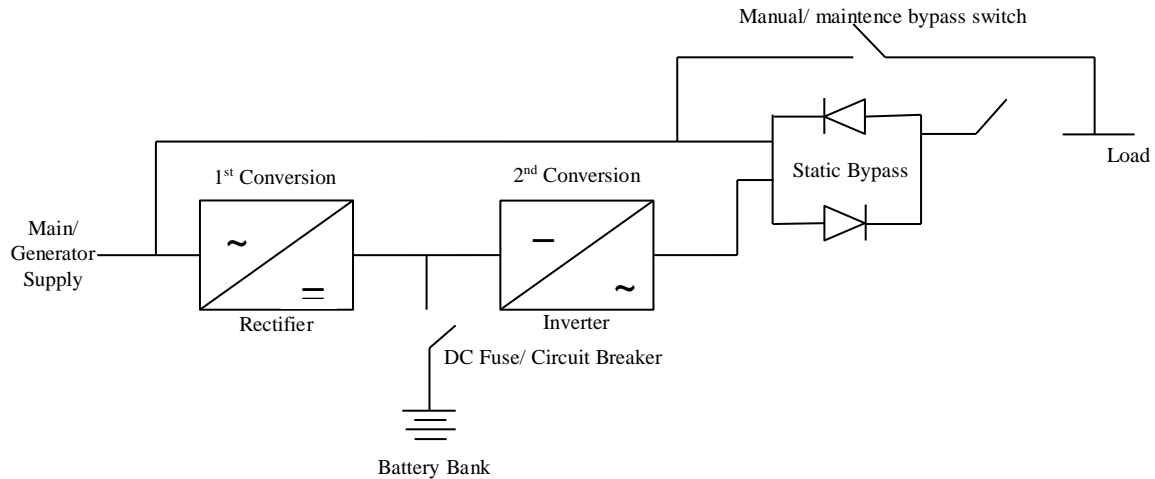 Manual/ maintence bypass switch
Load
Static Bypass
1st Conversion
2nd Conversion
Main/
Generator
Supply
~
=
Rectifier
–
~
Inverter
DC Fuse/ Circuit Breaker
Battery Bank